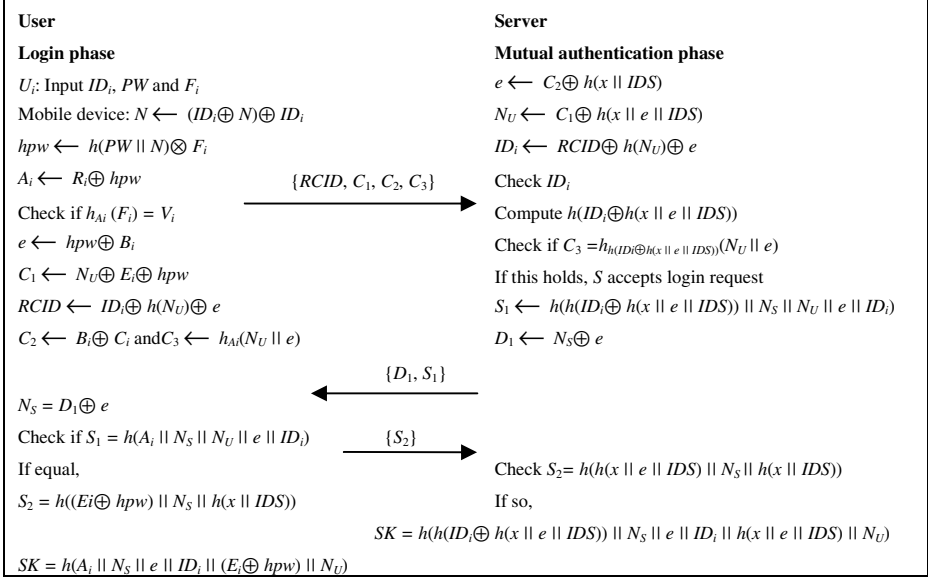 User Server
Login phase Mutual authentication phase
Uᵢ: Input IDᵢ, PW and Fᵢ e ⟵ C₂⊕ h(x || IDS)
Mobile device: N ⟵ (IDᵢ⊕ N)⊕ IDᵢ N_U ⟵ C₁⊕ h(x || e || IDS)
hpw ⟵ h(PW || N)⊗ Fᵢ IDᵢ ⟵ RCID⊕ h(N_U)⊕ e
Aᵢ ⟵ Rᵢ⊕ hpw {RCID, C₁, C₂, C₃} Check IDᵢ
Check if h_Ai (Fᵢ) = Vᵢ Compute h(IDᵢ⊕h(x || e || IDS))
e ⟵ hpw⊕ Bᵢ Check if C₃ =h_h(IDi⊕h(x || e || IDS))(N_U || e)
C₁ ⟵ N_U⊕ Eᵢ⊕ hpw If this holds, S accepts login request
RCID ⟵ IDᵢ⊕ h(N_U)⊕ e S₁ ⟵ h(h(IDᵢ⊕ h(x || e || IDS)) || N_S || N_U || e || IDᵢ)
C₂ ⟵ Bᵢ⊕ Cᵢ andC₃ ⟵ h_Ai(N_U || e) D₁ ⟵ N_S⊕ e
{D₁, S₁}
N_S = D₁⊕ e
Check if S₁ = h(Aᵢ || N_S || N_U || e || IDᵢ) {S₂}
If equal, Check S₂= h(h(x || e || IDS) || N_S || h(x || IDS))
S₂ = h((Ei⊕ hpw) || N_S || h(x || IDS)) If so,
SK = h(h(IDᵢ⊕ h(x || e || IDS)) || N_S || e || IDᵢ || h(x || e || IDS) || N_U)
SK = h(Aᵢ || N_S || e || IDᵢ || (Eᵢ⊕ hpw) || N_U)